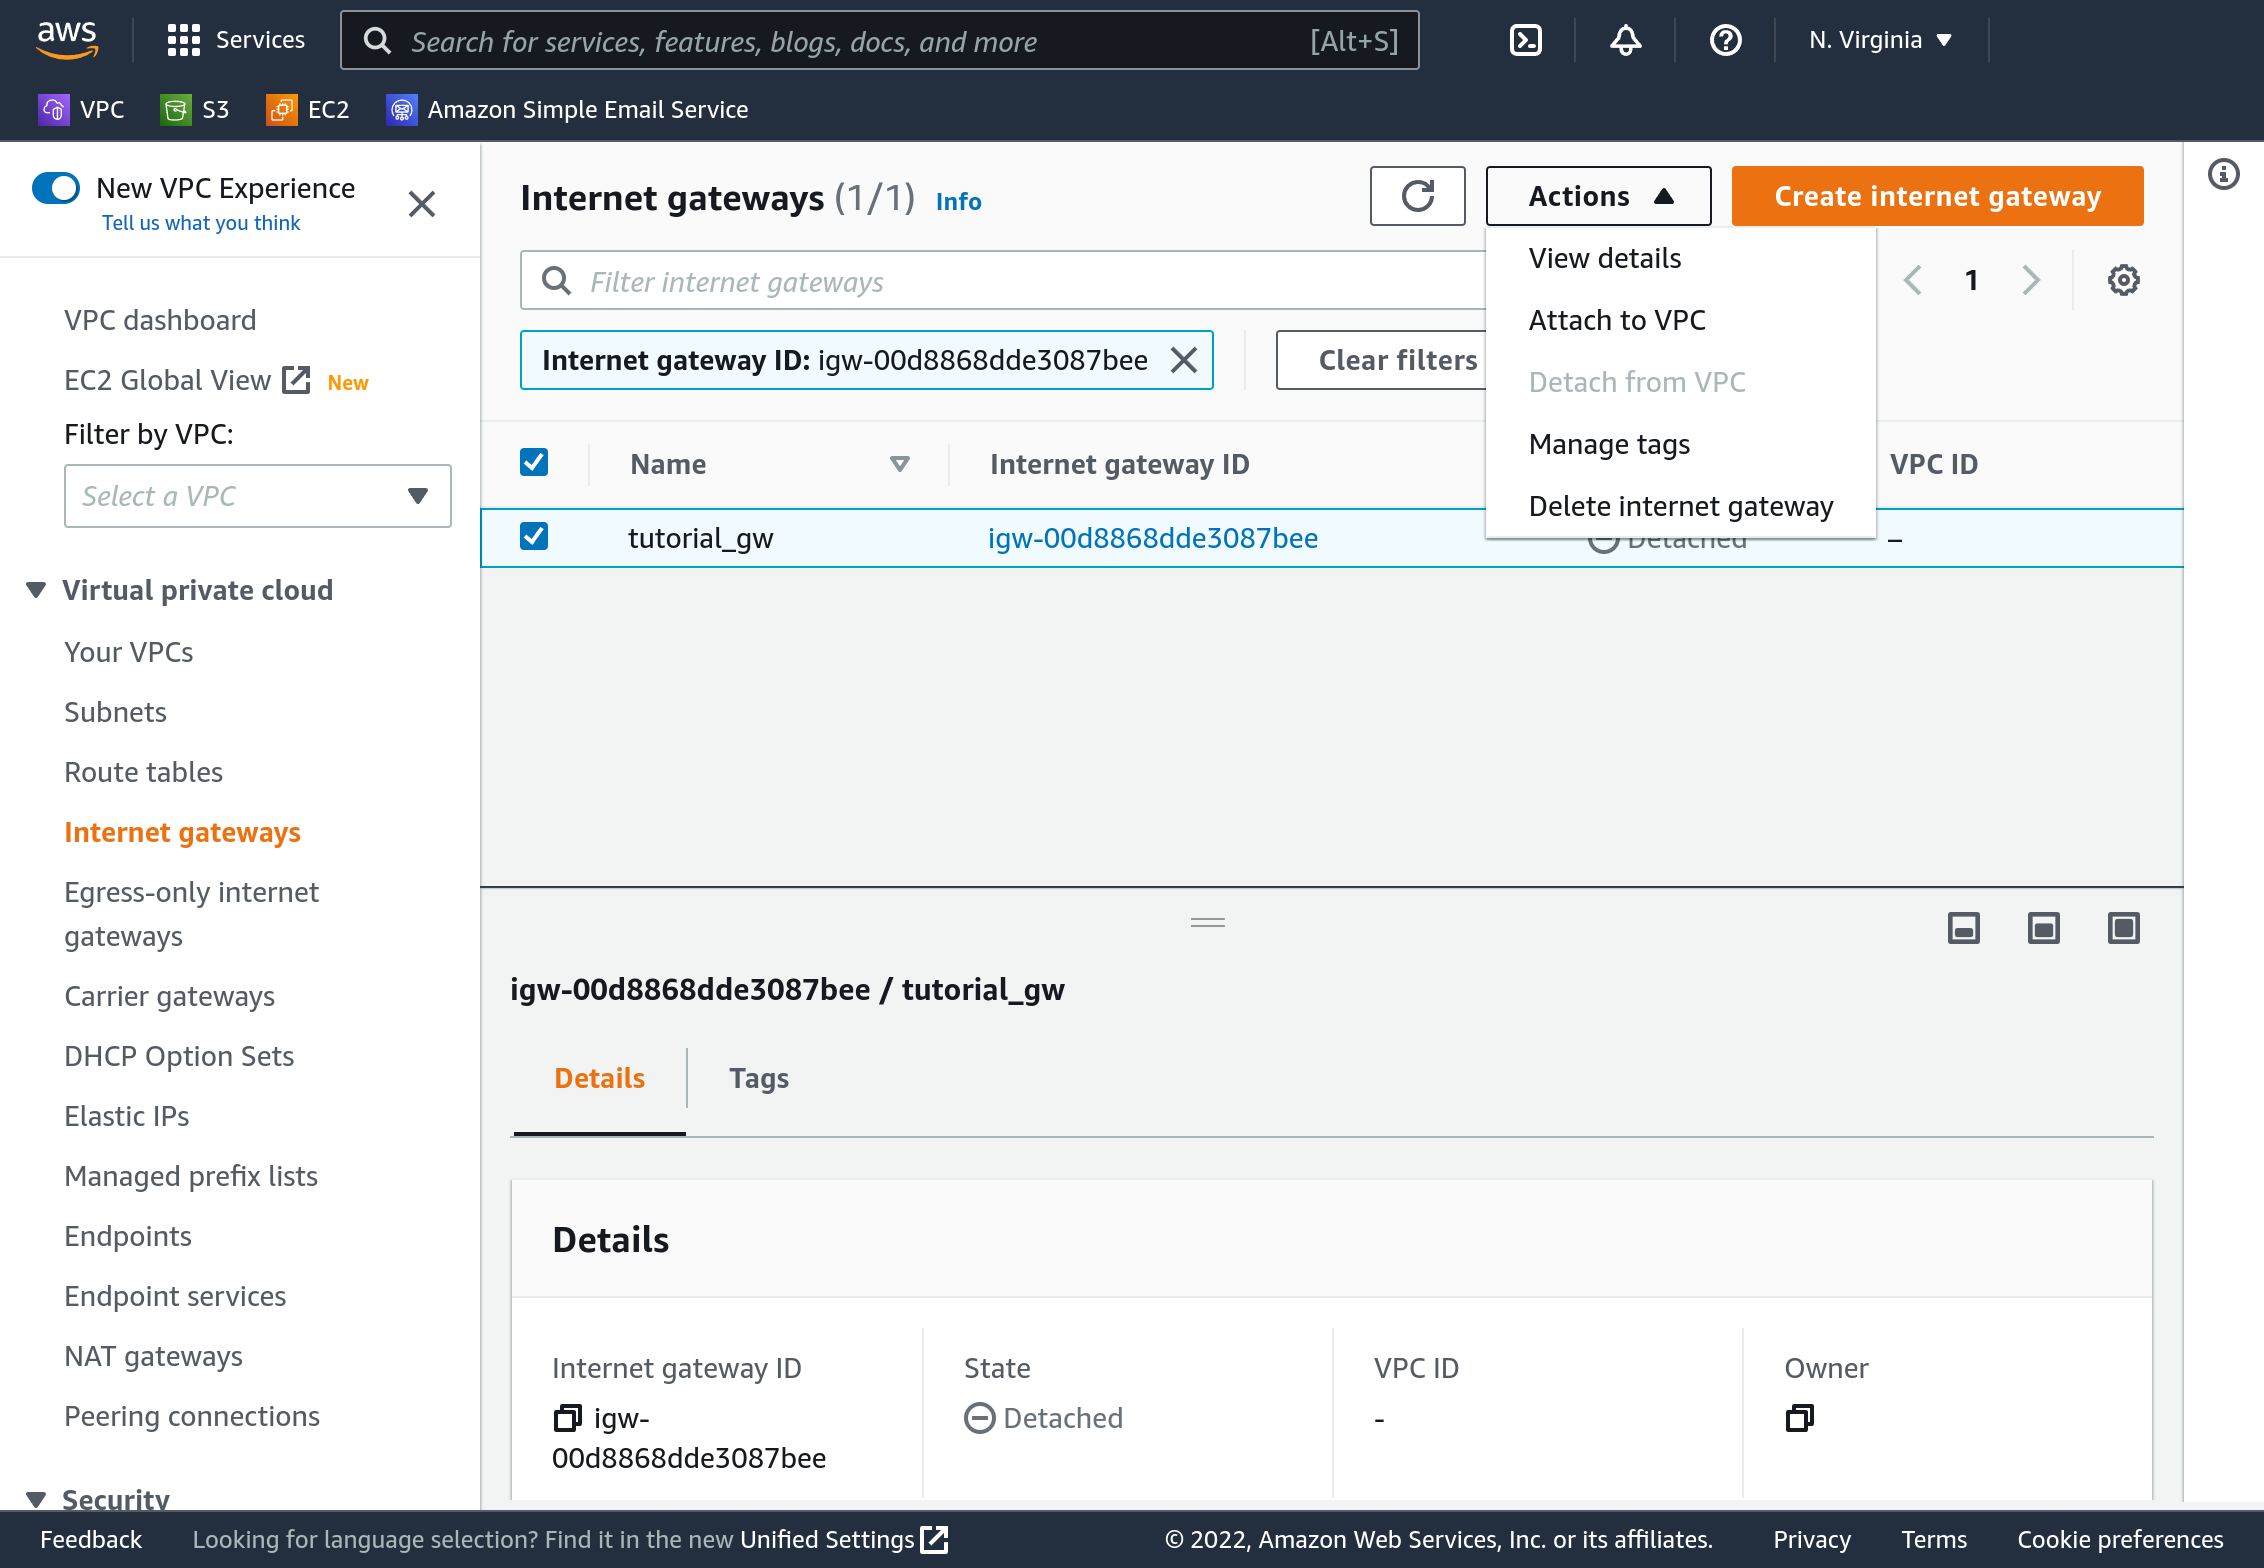 aws
Services
Search for services, features, blogs, docs, and more
[Alt+S]
N. Virginia
VPC
S3
EC2
Amazon Simple Email Service
New VPC Experience
Tell us what you think
VPC dashboard
EC2 Global View New
Filter by VPC:
Select a VPC
Virtual private cloud
Your VPCs
Subnets
Route tables
Internet gateways
Egress-only internet
gateways
Carrier gateways
DHCP Option Sets
Elastic IPs
Managed prefix lists
Endpoints
Endpoint services
NAT gateways
Peering connections
Security
Internet gateways (1/1) Info
Actions
Create internet gateway
View details
Attach to VPC
Detach from VPC
Manage tags
Delete internet gateway
Filter internet gateways
1
Internet gateway ID: igw-00d8868dde3087bee
Clear filters
Name
Internet gateway ID
VPC ID
tutorial_gw
igw-00d8868dde3087bee
Detached
–
igw-00d8868dde3087bee / tutorial_gw
Details
Tags
Details
Internet gateway ID
igw-
00d8868dde3087bee
State
Detached
VPC ID
-
Owner
Feedback
Looking for language selection? Find it in the new Unified Settings
© 2022, Amazon Web Services, Inc. or its affiliates.
Privacy
Terms
Cookie preferences